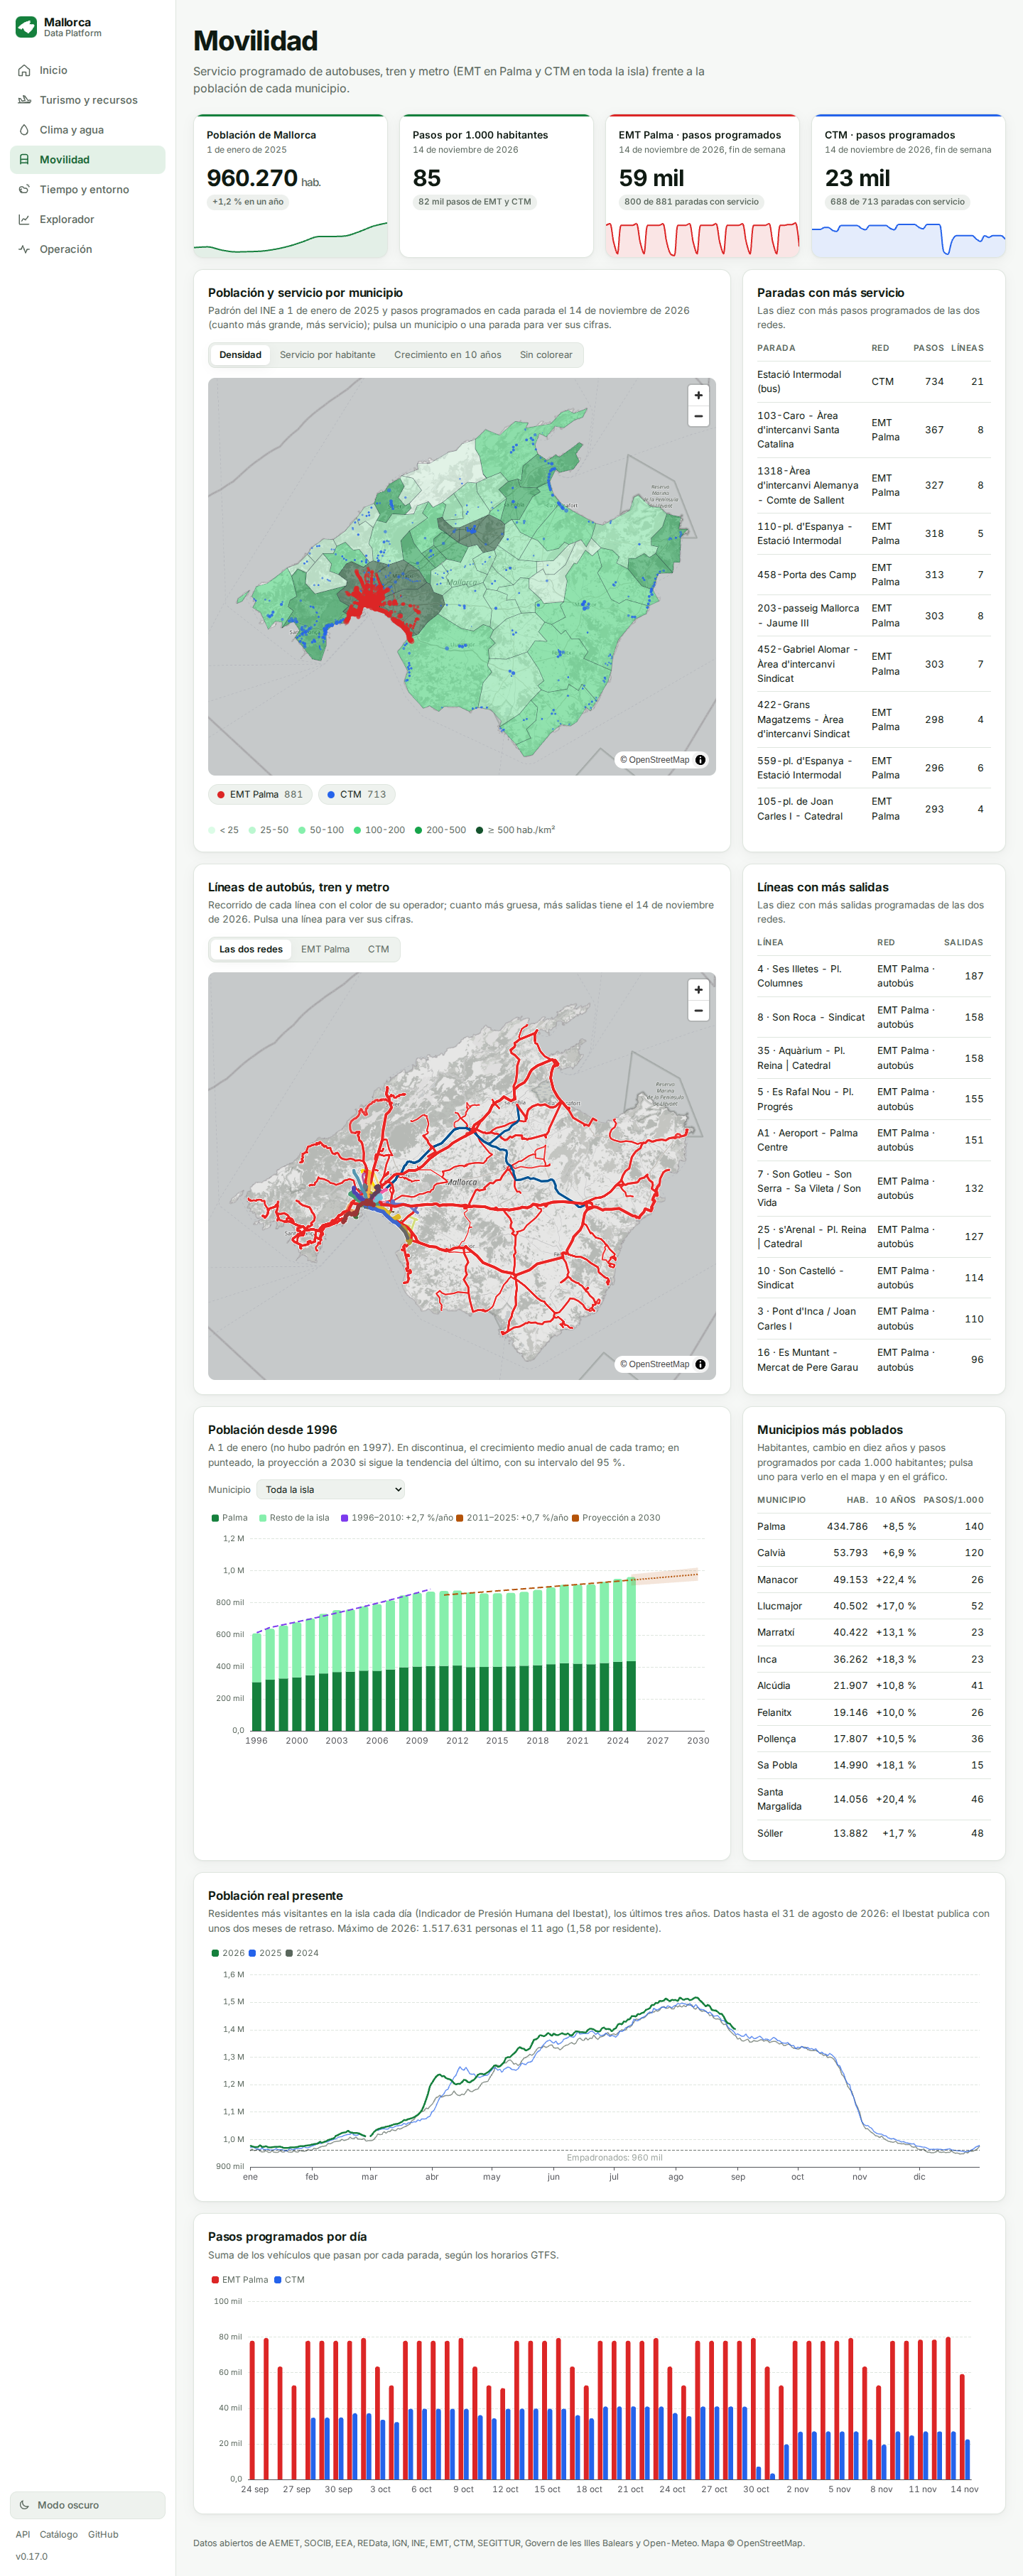 Mallorca
Data Platform
Inicio
Turismo y recursos
Clima y agua
Movilidad
Tiempo y entorno
Explorador
Operación
Modo oscuro
API Catálogo GitHub
v0.17.0
Movilidad
Servicio programado de autobuses, tren y metro (EMT en Palma y CTM en toda la isla) frente a la
población de cada municipio.
Población de Mallorca
1 de enero de 2025
960.270 hab.
+1,2 % en un año
Pasos por 1.000 habitantes
14 de noviembre de 2026
85
82 mil pasos de EMT y CTM
EMT Palma · pasos programados
14 de noviembre de 2026, fin de semana
59 mil
800 de 881 paradas con servicio
CTM · pasos programados
14 de noviembre de 2026, fin de semana
23 mil
688 de 713 paradas con servicio
Población y servicio por municipio
Padrón del INE a 1 de enero de 2025 y pasos programados en cada parada el 14 de noviembre de 2026
(cuanto más grande, más servicio); pulsa un municipio o una parada para ver sus cifras.
Densidad Servicio por habitante Crecimiento en 10 años Sin colorear
+
−
Mallorca
© OpenStreetMap
EMT Palma 881 CTM 713
< 25 25-50 50-100 100-200 200-500 ≥ 500 hab./km²
Paradas con más servicio
Las diez con más pasos programados de las dos
redes.
PARADA RED PASOS LÍNEAS
Estació Intermodal
(bus) CTM 734 21
103-Caro - Àrea
d'intercanvi Santa
Catalina EMT Palma 367 8
1318-Àrea
d'intercanvi Alemanya
- Comte de Sallent EMT Palma 327 8
110-pl. d'Espanya -
Estació Intermodal EMT Palma 318 5
458-Porta des Camp EMT Palma 313 7
203-passeig Mallorca
- Jaume III EMT Palma 303 8
452-Gabriel Alomar -
Àrea d'intercanvi
Sindicat EMT Palma 303 7
422-Grans
Magatzems - Àrea
d'intercanvi Sindicat EMT Palma 298 4
559-pl. d'Espanya -
Estació Intermodal EMT Palma 296 6
105-pl. de Joan
Carles I - Catedral EMT Palma 293 4
Líneas de autobús, tren y metro
Recorrido de cada línea con el color de su operador; cuanto más gruesa, más salidas tiene el 14 de noviembre
de 2026. Pulsa una línea para ver sus cifras.
Las dos redes EMT Palma CTM
+
−
Mallorca
© OpenStreetMap
Líneas con más salidas
Las diez con más salidas programadas de las dos
redes.
LÍNEA RED SALIDAS
4 · Ses Illetes - Pl.
Columnes EMT Palma · autobús 187
8 · Son Roca - Sindicat EMT Palma · autobús 158
35 · Aquàrium - Pl.
Reina | Catedral EMT Palma · autobús 158
5 · Es Rafal Nou - Pl.
Progrés EMT Palma · autobús 155
A1 · Aeroport - Palma
Centre EMT Palma · autobús 151
7 · Son Gotleu - Son
Serra - Sa Vileta / Son
Vida EMT Palma · autobús 132
25 · s'Arenal - Pl. Reina
| Catedral EMT Palma · autobús 127
10 · Son Castelló -
Sindicat EMT Palma · autobús 114
3 · Pont d'Inca / Joan
Carles I EMT Palma · autobús 110
16 · Es Muntant -
Mercat de Pere Garau EMT Palma · autobús 96
Población desde 1996
A 1 de enero (no hubo padrón en 1997). En discontinua, el crecimiento medio anual de cada tramo; en
punteado, la proyección a 2030 si sigue la tendencia del último, con su intervalo del 95 %.
Municipio Toda la isla
Palma Resto de la isla 1996–2010: +2,7 %/año 2011–2025: +0,7 %/año Proyección a 2030
1,2 M
1,0 M
800 mil
600 mil
400 mil
200 mil
0,0
1996 2000 2003 2006 2009 2012 2015 2018 2021 2024 2027 2030
Municipios más poblados
Habitantes, cambio en diez años y pasos
programados por cada 1.000 habitantes; pulsa
uno para verlo en el mapa y en el gráfico.
MUNICIPIO HAB. 10 AÑOS PASOS/1.000
Palma 434.786 +8,5 % 140
Calvià 53.793 +6,9 % 120
Manacor 49.153 +22,4 % 26
Llucmajor 40.502 +17,0 % 52
Marratxí 40.422 +13,1 % 23
Inca 36.262 +18,3 % 23
Alcúdia 21.907 +10,8 % 41
Felanitx 19.146 +10,0 % 26
Pollença 17.807 +10,5 % 36
Sa Pobla 14.990 +18,1 % 15
Santa
Margalida 14.056 +20,4 % 46
Sóller 13.882 +1,7 % 48
Población real presente
Residentes más visitantes en la isla cada día (Indicador de Presión Humana del Ibestat), los últimos tres años. Datos hasta el 31 de agosto de 2026: el Ibestat publica con
unos dos meses de retraso. Máximo de 2026: 1.517.631 personas el 11 ago (1,58 por residente).
2026 2025 2024
1,6 M
1,5 M
1,4 M
1,3 M
1,2 M
1,1 M
1,0 M
900 mil
Empadronados: 960 mil
ene feb mar abr may jun jul ago sep oct nov dic
Pasos programados por día
Suma de los vehículos que pasan por cada parada, según los horarios GTFS.
EMT Palma CTM
100 mil
80 mil
60 mil
40 mil
20 mil
0,0
24 sep 27 sep 30 sep 3 oct 6 oct 9 oct 12 oct 15 oct 18 oct 21 oct 24 oct 27 oct 30 oct 2 nov 5 nov 8 nov 11 nov 14 nov
Datos abiertos de AEMET, SOCIB, EEA, REData, IGN, INE, EMT, CTM, SEGITTUR, Govern de les Illes Balears y Open-Meteo. Mapa © OpenStreetMap.